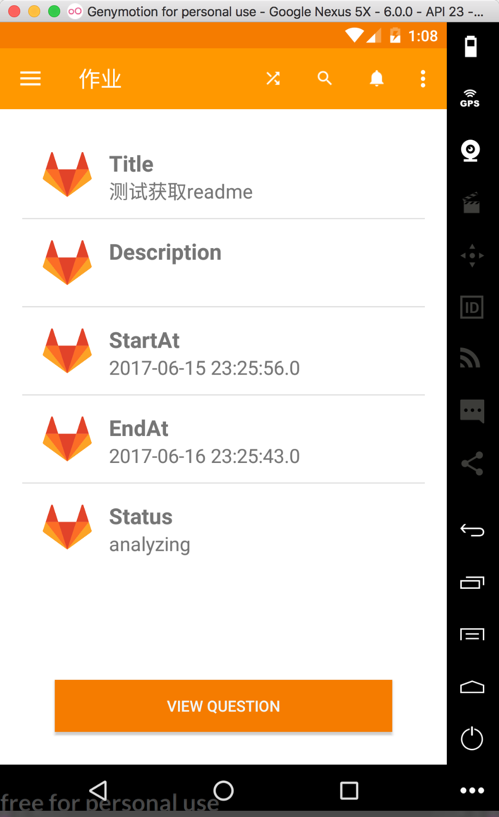 Genymotion for personal use - Google Nexus 5X - 6.0.0 - API 23 - ...
1:08
作业
GPS
Title
测试获取readme
Description
ID
StartAt
2017-06-15 23:25:56.0
EndAt
2017-06-16 23:25:43.0
Status
analyzing
VIEW QUESTION
free for personal use